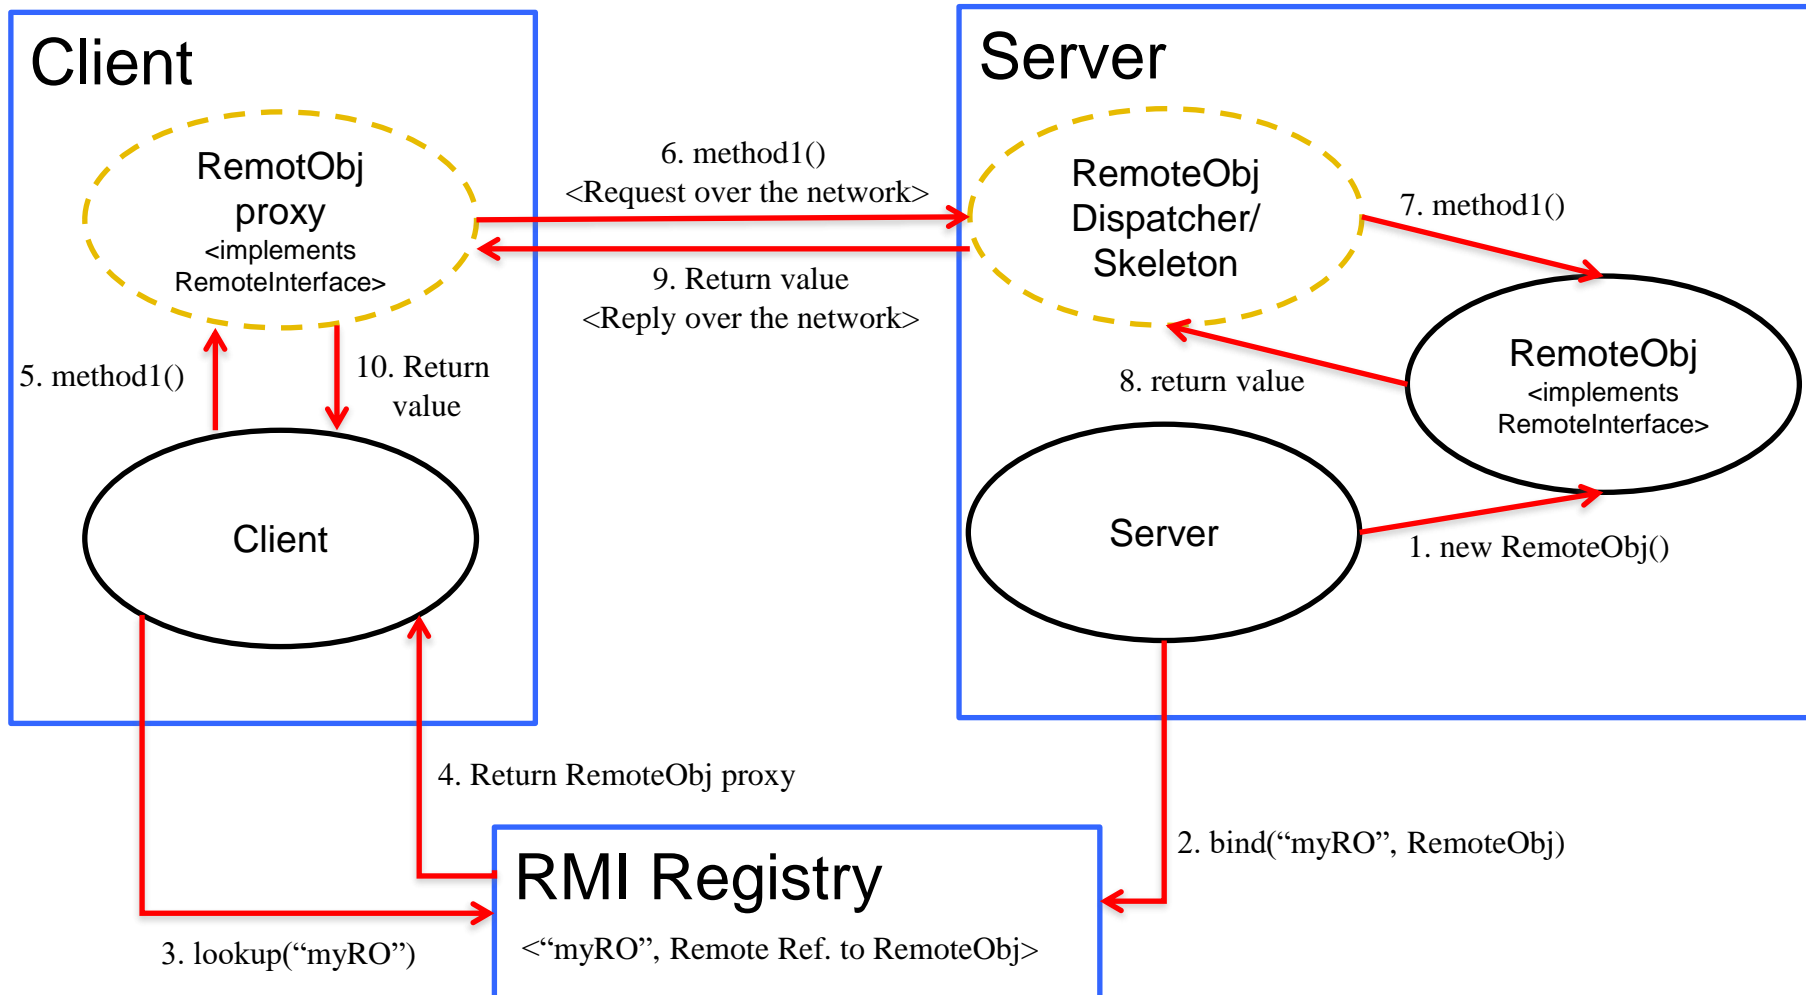 Client
RemotObj
proxy
<implements
RemoteInterface>
5. method1()
10. Return
value
Client
6. method1()
<Request over the network>
9. Return value
<Reply over the network>
Server
RemoteObj
Dispatcher/
Skeleton
7. method1()
8. return value
RemoteObj
<implements
RemoteInterface>
Server
1. new RemoteObj()
4. Return RemoteObj proxy
2. bind(“myRO”, RemoteObj)
3. lookup(“myRO”)
RMI Registry
<“myRO”, Remote Ref. to RemoteObj>